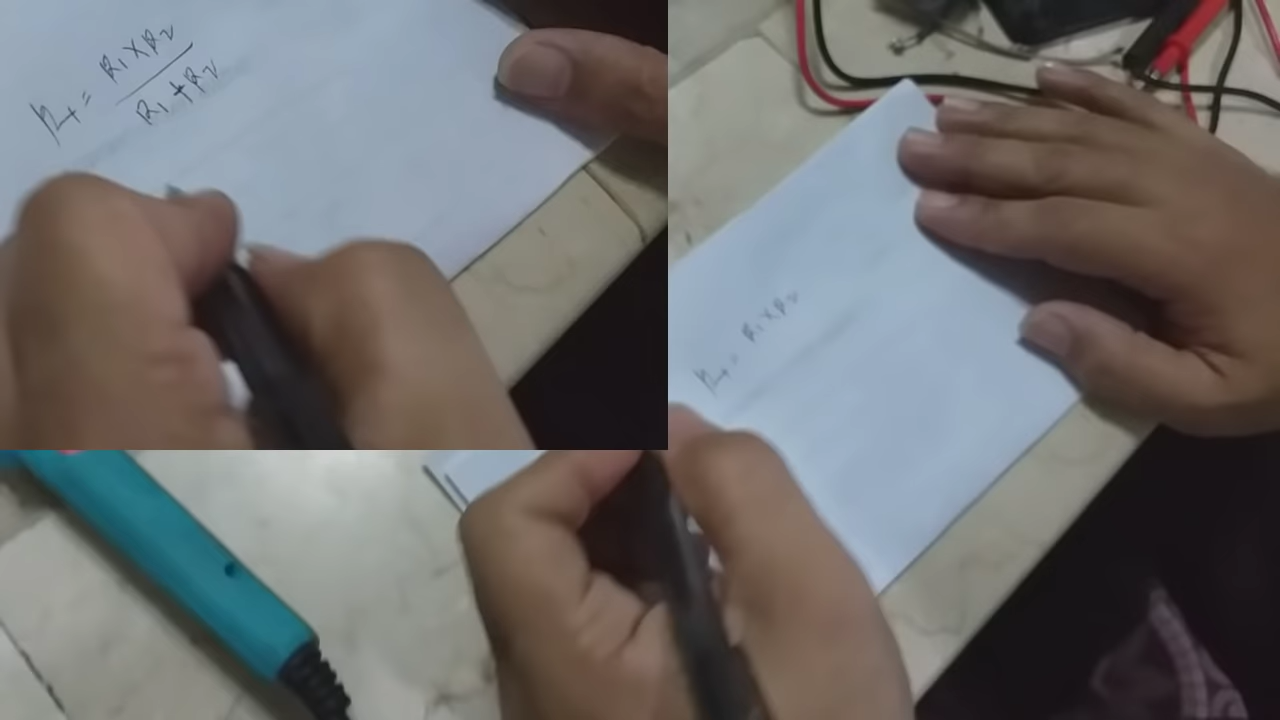 Rt = R1 x R2
R1 + R2
Rt = R1 x R2